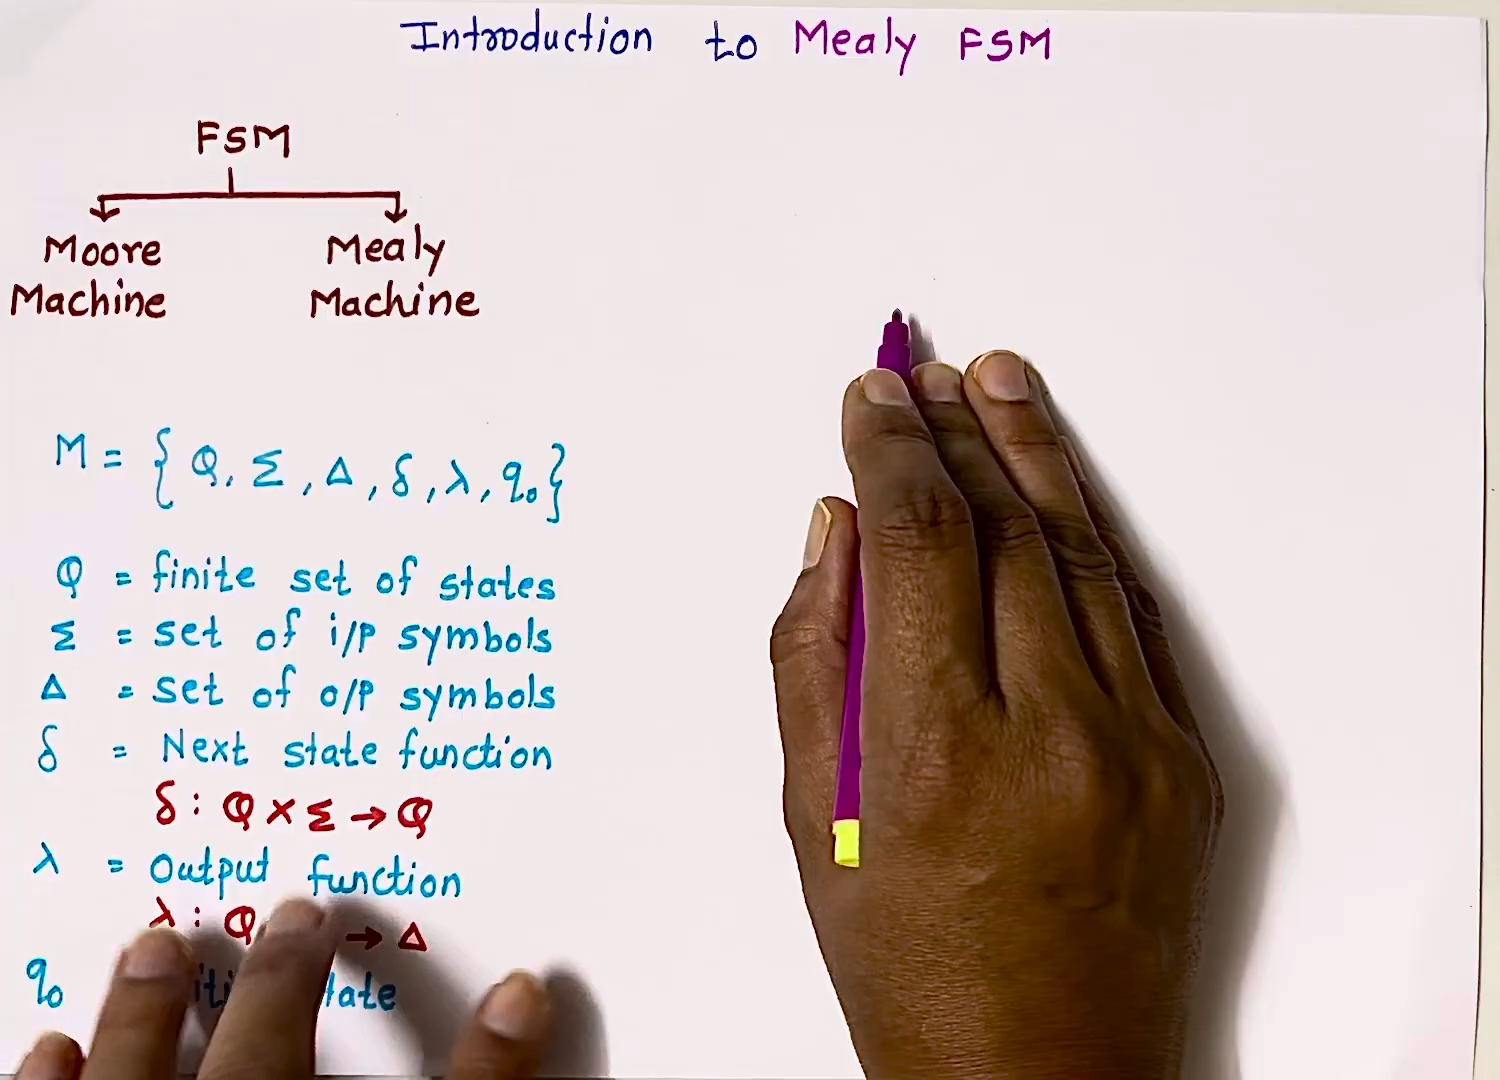 Introduction to Mealy FSM
FSM
Moore Machine
Mealy Machine
M = { Q, Σ, Δ, δ, λ, q₀ }
Q = finite set of states
Σ = set of i/p symbols
Δ = set of o/p symbols
δ = Next state function
δ : Q × Σ → Q
λ = Output function
λ : Q → Δ
q₀